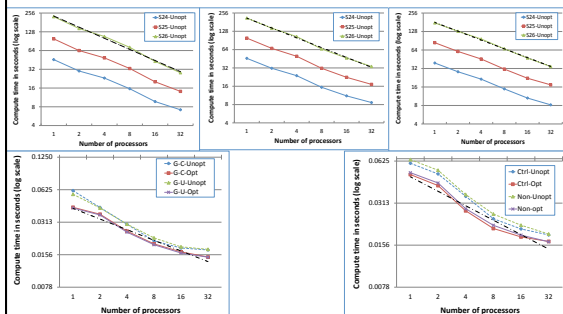 Compute time in seconds (log scale)
256
128
64
32
16
8
4
S24-Unopt
S25-Unopt
S26-Unopt
1 2 4 8 16 32
Number of processors
Compute time in seconds (log scale)
256
128
64
32
16
8
4
S24-Unopt
S25-Unopt
S26-Unopt
1 2 4 8 16 32
Number of processors
Compute time in seconds (log scale)
256
128
64
32
16
8
4
S24-Unopt
S25-Unopt
S26-Unopt
1 2 4 8 16 32
Number of processors
Compute time in seconds (log scale)
0.1250
0.0625
0.0313
0.0156
0.0078
G-C-Unopt
G-C-Opt
G-U-Unopt
G-U-Opt
1 2 4 8 16 32
Number of processors
Compute time in seconds (log scale)
0.0625
0.0313
0.0156
0.0078
Ctrl-Unopt
Ctrl-Opt
Non-Unopt
Non-opt
1 2 4 8 16 32
Number of processors